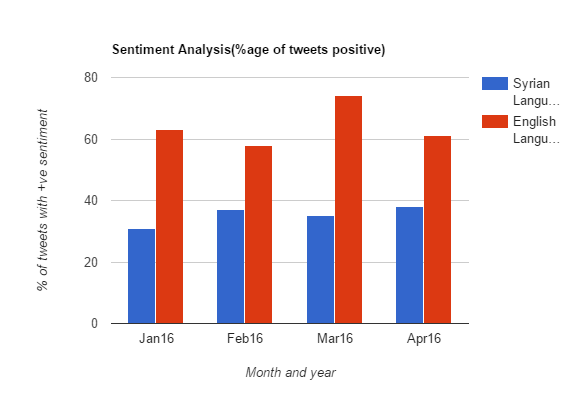 Sentiment Analysis(%age of tweets positive)
80
60
40
20
0
% of tweets with +ve sentiment
Jan16 Feb16 Mar16 Apr16
Month and year
Syrian
Langu…
English
Langu…